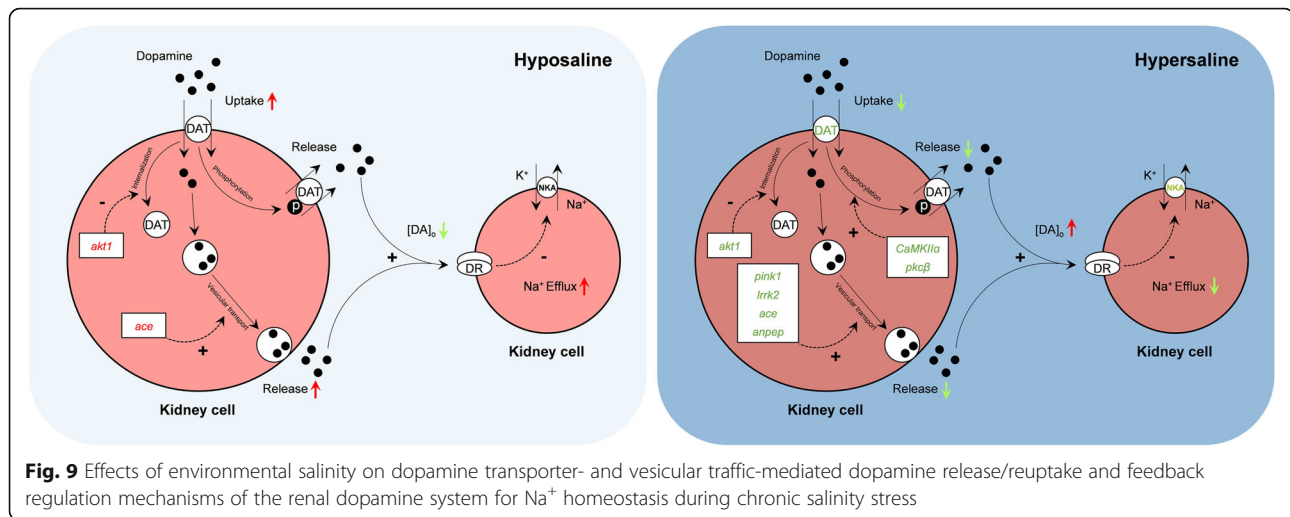 Hyposaline
Dopamine
Uptake
DAT
Internalization
Phosphorylation
Release
DAT
P
-
akt1
DAT
K⁺
NKA
Na⁺
[DA]ₒ
+
DR
-
Na⁺ Efflux
Kidney cell
Vesicular transport
ace
+
Release
Kidney cell
Hypersaline
Dopamine
Uptake
DAT
Internalization
Phosphorylation
Release
DAT
P
-
akt1
DAT
+
CaMKIIα
pkcβ
K⁺
NKA
Na⁺
[DA]ₒ
+
DR
-
Na⁺ Efflux
Kidney cell
pink1
lrrk2
ace
anpep
Vesicular transport
+
Release
Kidney cell
Fig. 9 Effects of environmental salinity on dopamine transporter- and vesicular traffic-mediated dopamine release/reuptake and feedback
regulation mechanisms of the renal dopamine system for Na⁺ homeostasis during chronic salinity stress